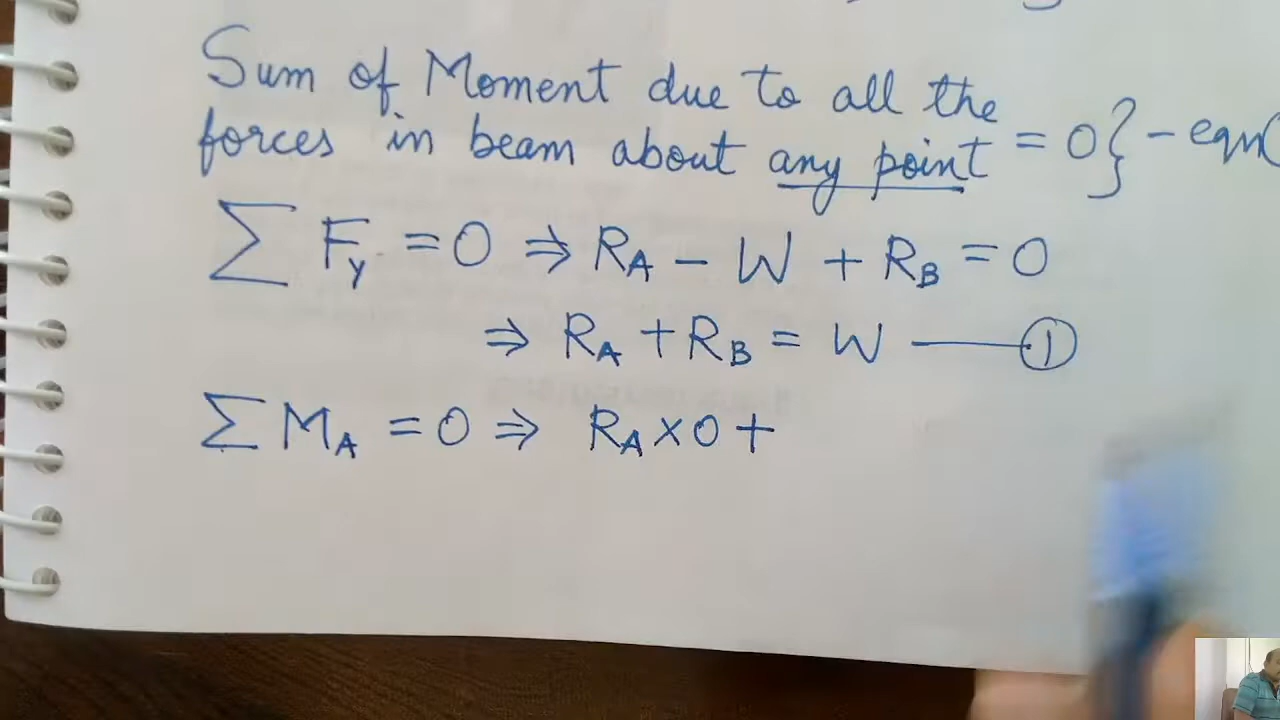 Sum of Moment due to all the
forces in beam about any point = 0} - eqn(
∑ Fy = 0 ⇒ RA - W + RB = 0
⇒ RA + RB = W — ①
∑ MA = 0 ⇒ RA × 0 +